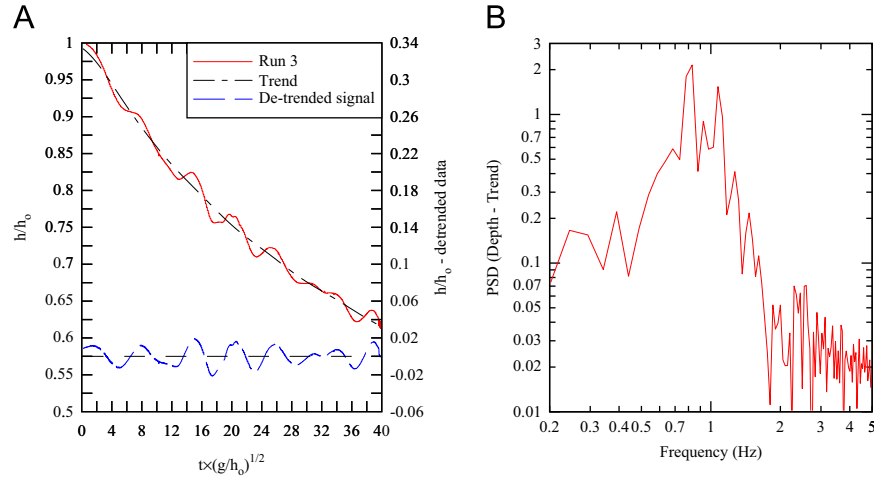 A
1
0.95
0.9
0.85
0.8
0.75
0.7
0.65
0.6
0.55
0.5
h/h₀
0.34
0.3
0.26
0.22
0.18
0.14
0.1
0.06
0.02
-0.02
-0.06
h/h₀ - detrended data
Run 3
Trend
De-trended signal
0 4 8 12 16 20 24 28 32 36 40
t×(g/h₀)^1/2
B
3
2
1
0.7
0.5
0.3
0.2
0.1
0.07
0.05
0.03
0.02
0.01
PSD (Depth - Trend)
0.2 0.3 0.4 0.5 0.7 1 2 3 4 5
Frequency (Hz)